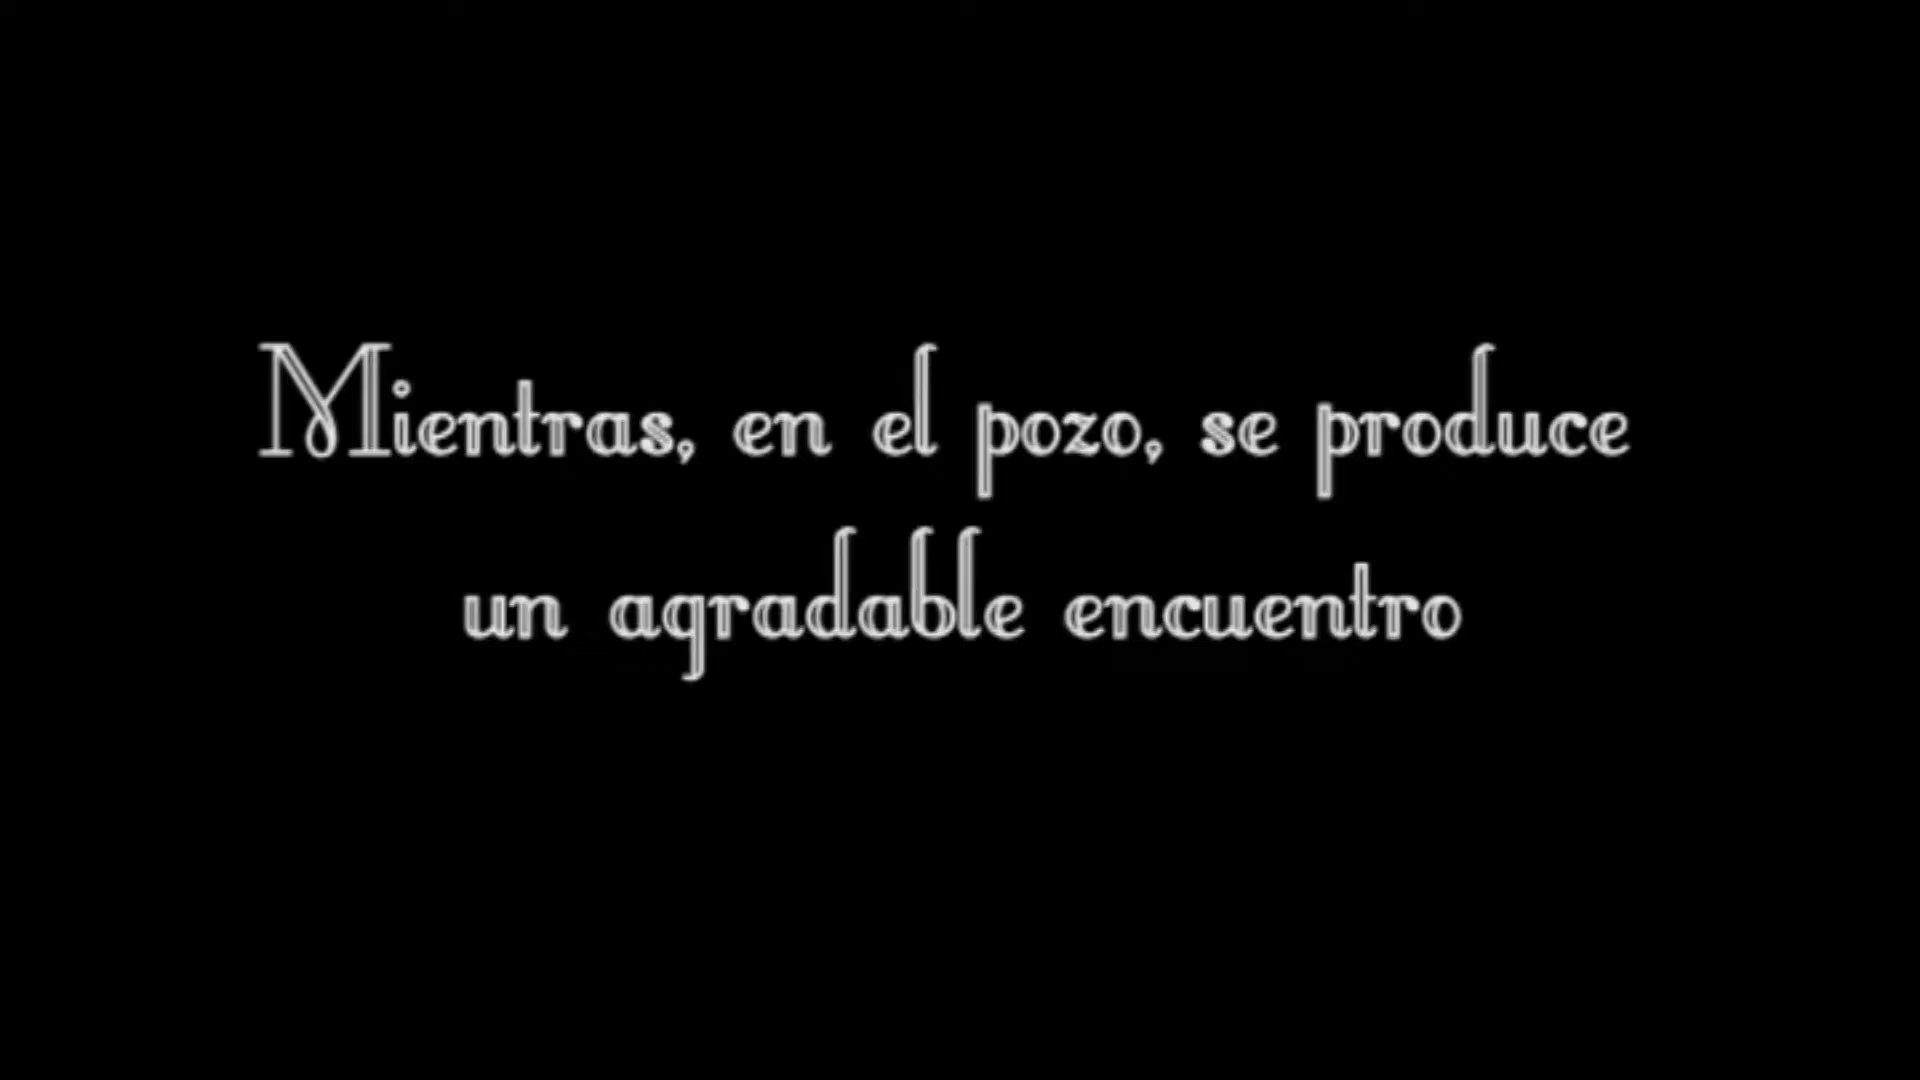 Mientras, en el pozo, se produce
un agradable encuentro